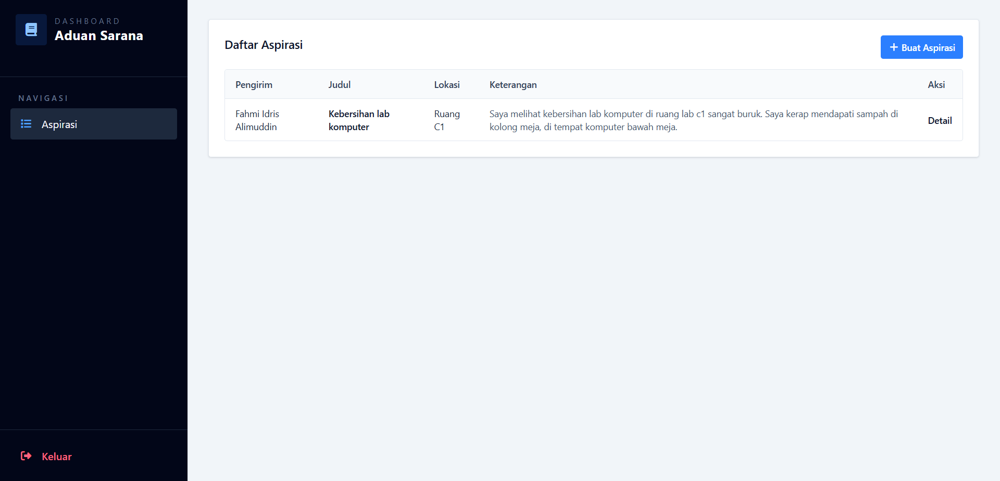 DASHBOARD
Aduan Sarana
NAVIGASI
Aspirasi
Keluar
Daftar Aspirasi
Buat Aspirasi
Pengirim Judul Lokasi Keterangan Aksi
Fahmi Idris Alimuddin
Kebersihan lab komputer
Ruang C1
Saya melihat kebersihan lab komputer di ruang lab c1 sangat buruk. Saya kerap mendapati sampah di
kolong meja, di tempat komputer bawah meja.
Detail